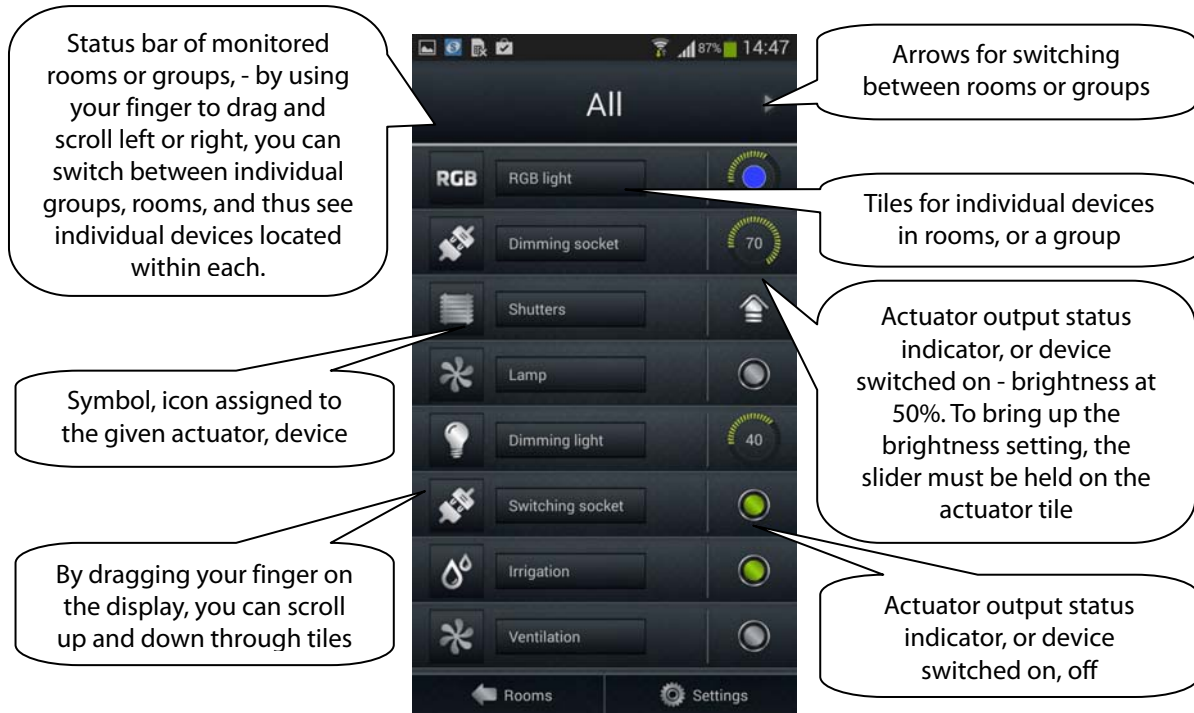 Status bar of monitored
rooms or groups, - by using
your finger to drag and
scroll left or right, you can
switch between individual
groups, rooms, and thus see
individual devices located
within each.
Symbol, icon assigned to
the given actuator, device
By dragging your finger on
the display, you can scroll
up and down through tiles
87% 14:47
All
RGB RGB light
Dimming socket 70
Shutters
Lamp
Dimming light 40
Switching socket
Irrigation
Ventilation
Rooms Settings
Arrows for switching
between rooms or groups
Tiles for individual devices
in rooms, or a group
Actuator output status
indicator, or device
switched on - brightness at
50%. To bring up the
brightness setting, the
slider must be held on the
actuator tile
Actuator output status
indicator, or device
switched on, off